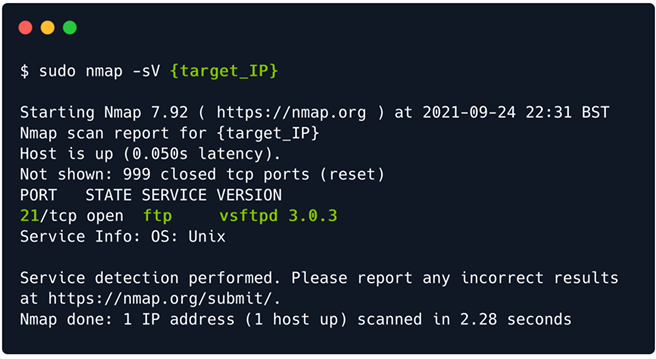 $ sudo nmap -sV {target_IP}
Starting Nmap 7.92 ( https://nmap.org ) at 2021-09-24 22:31 BST
Nmap scan report for {target_IP}
Host is up (0.050s latency).
Not shown: 999 closed tcp ports (reset)
PORT   STATE SERVICE VERSION
21/tcp open  ftp     vsftpd 3.0.3
Service Info: OS: Unix
Service detection performed. Please report any incorrect results
at https://nmap.org/submit/.
Nmap done: 1 IP address (1 host up) scanned in 2.28 seconds